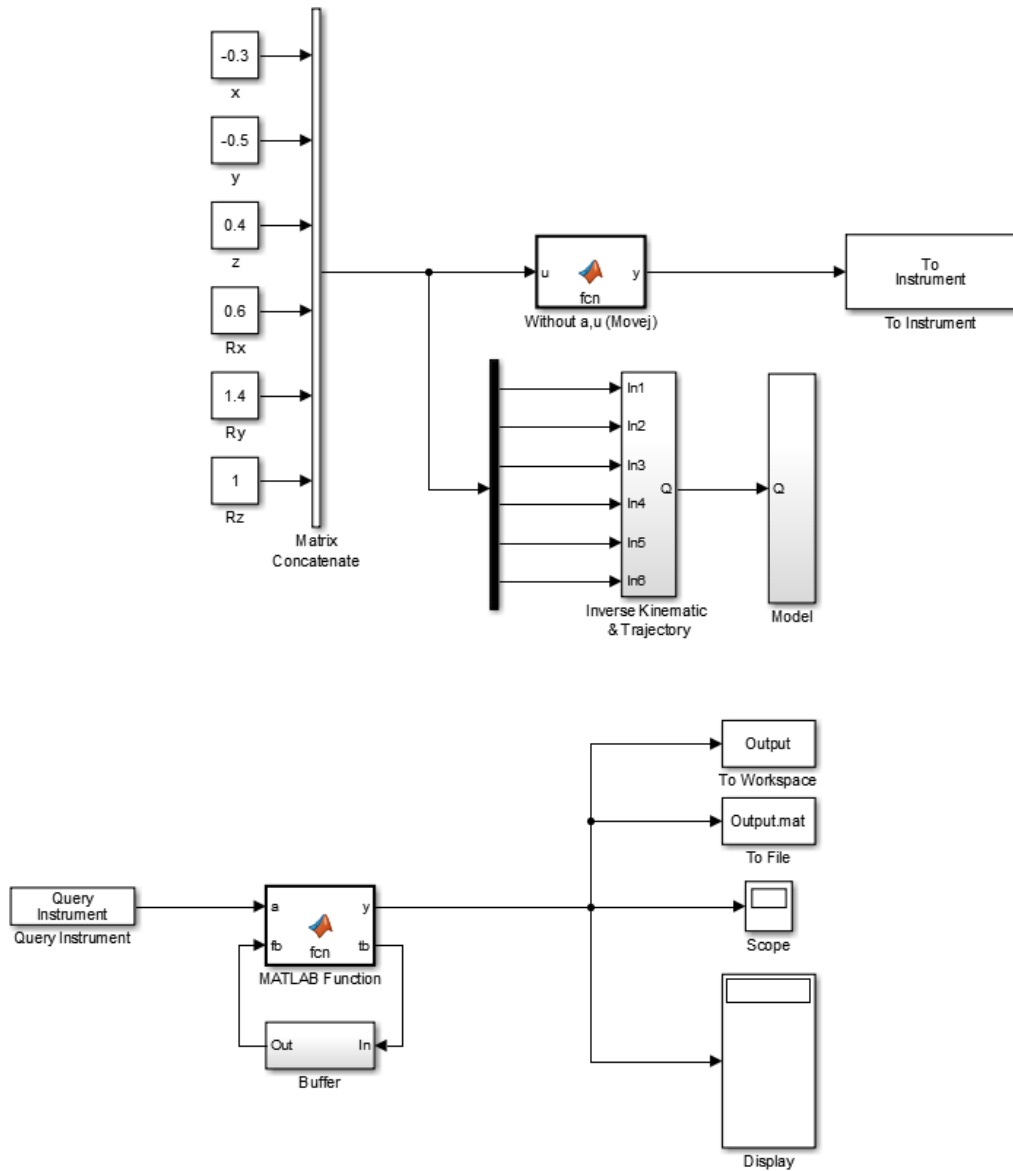 -0.3
x
-0.5
y
0.4
z
0.6
Rx
1.4
Ry
1
Rz
Matrix
Concatenate
u
y
fcn
Without a,u (Movej)
To
Instrument
To Instrument
In1
In2
In3
In4
In5
In6
Q
Inverse Kinematic
& Trajectory
Q
Model
Query
Instrument
Query Instrument
a
y
fb
tb
fcn
MATLAB Function
Out
In
Buffer
Output
To Workspace
Output.mat
To File
Scope
Display